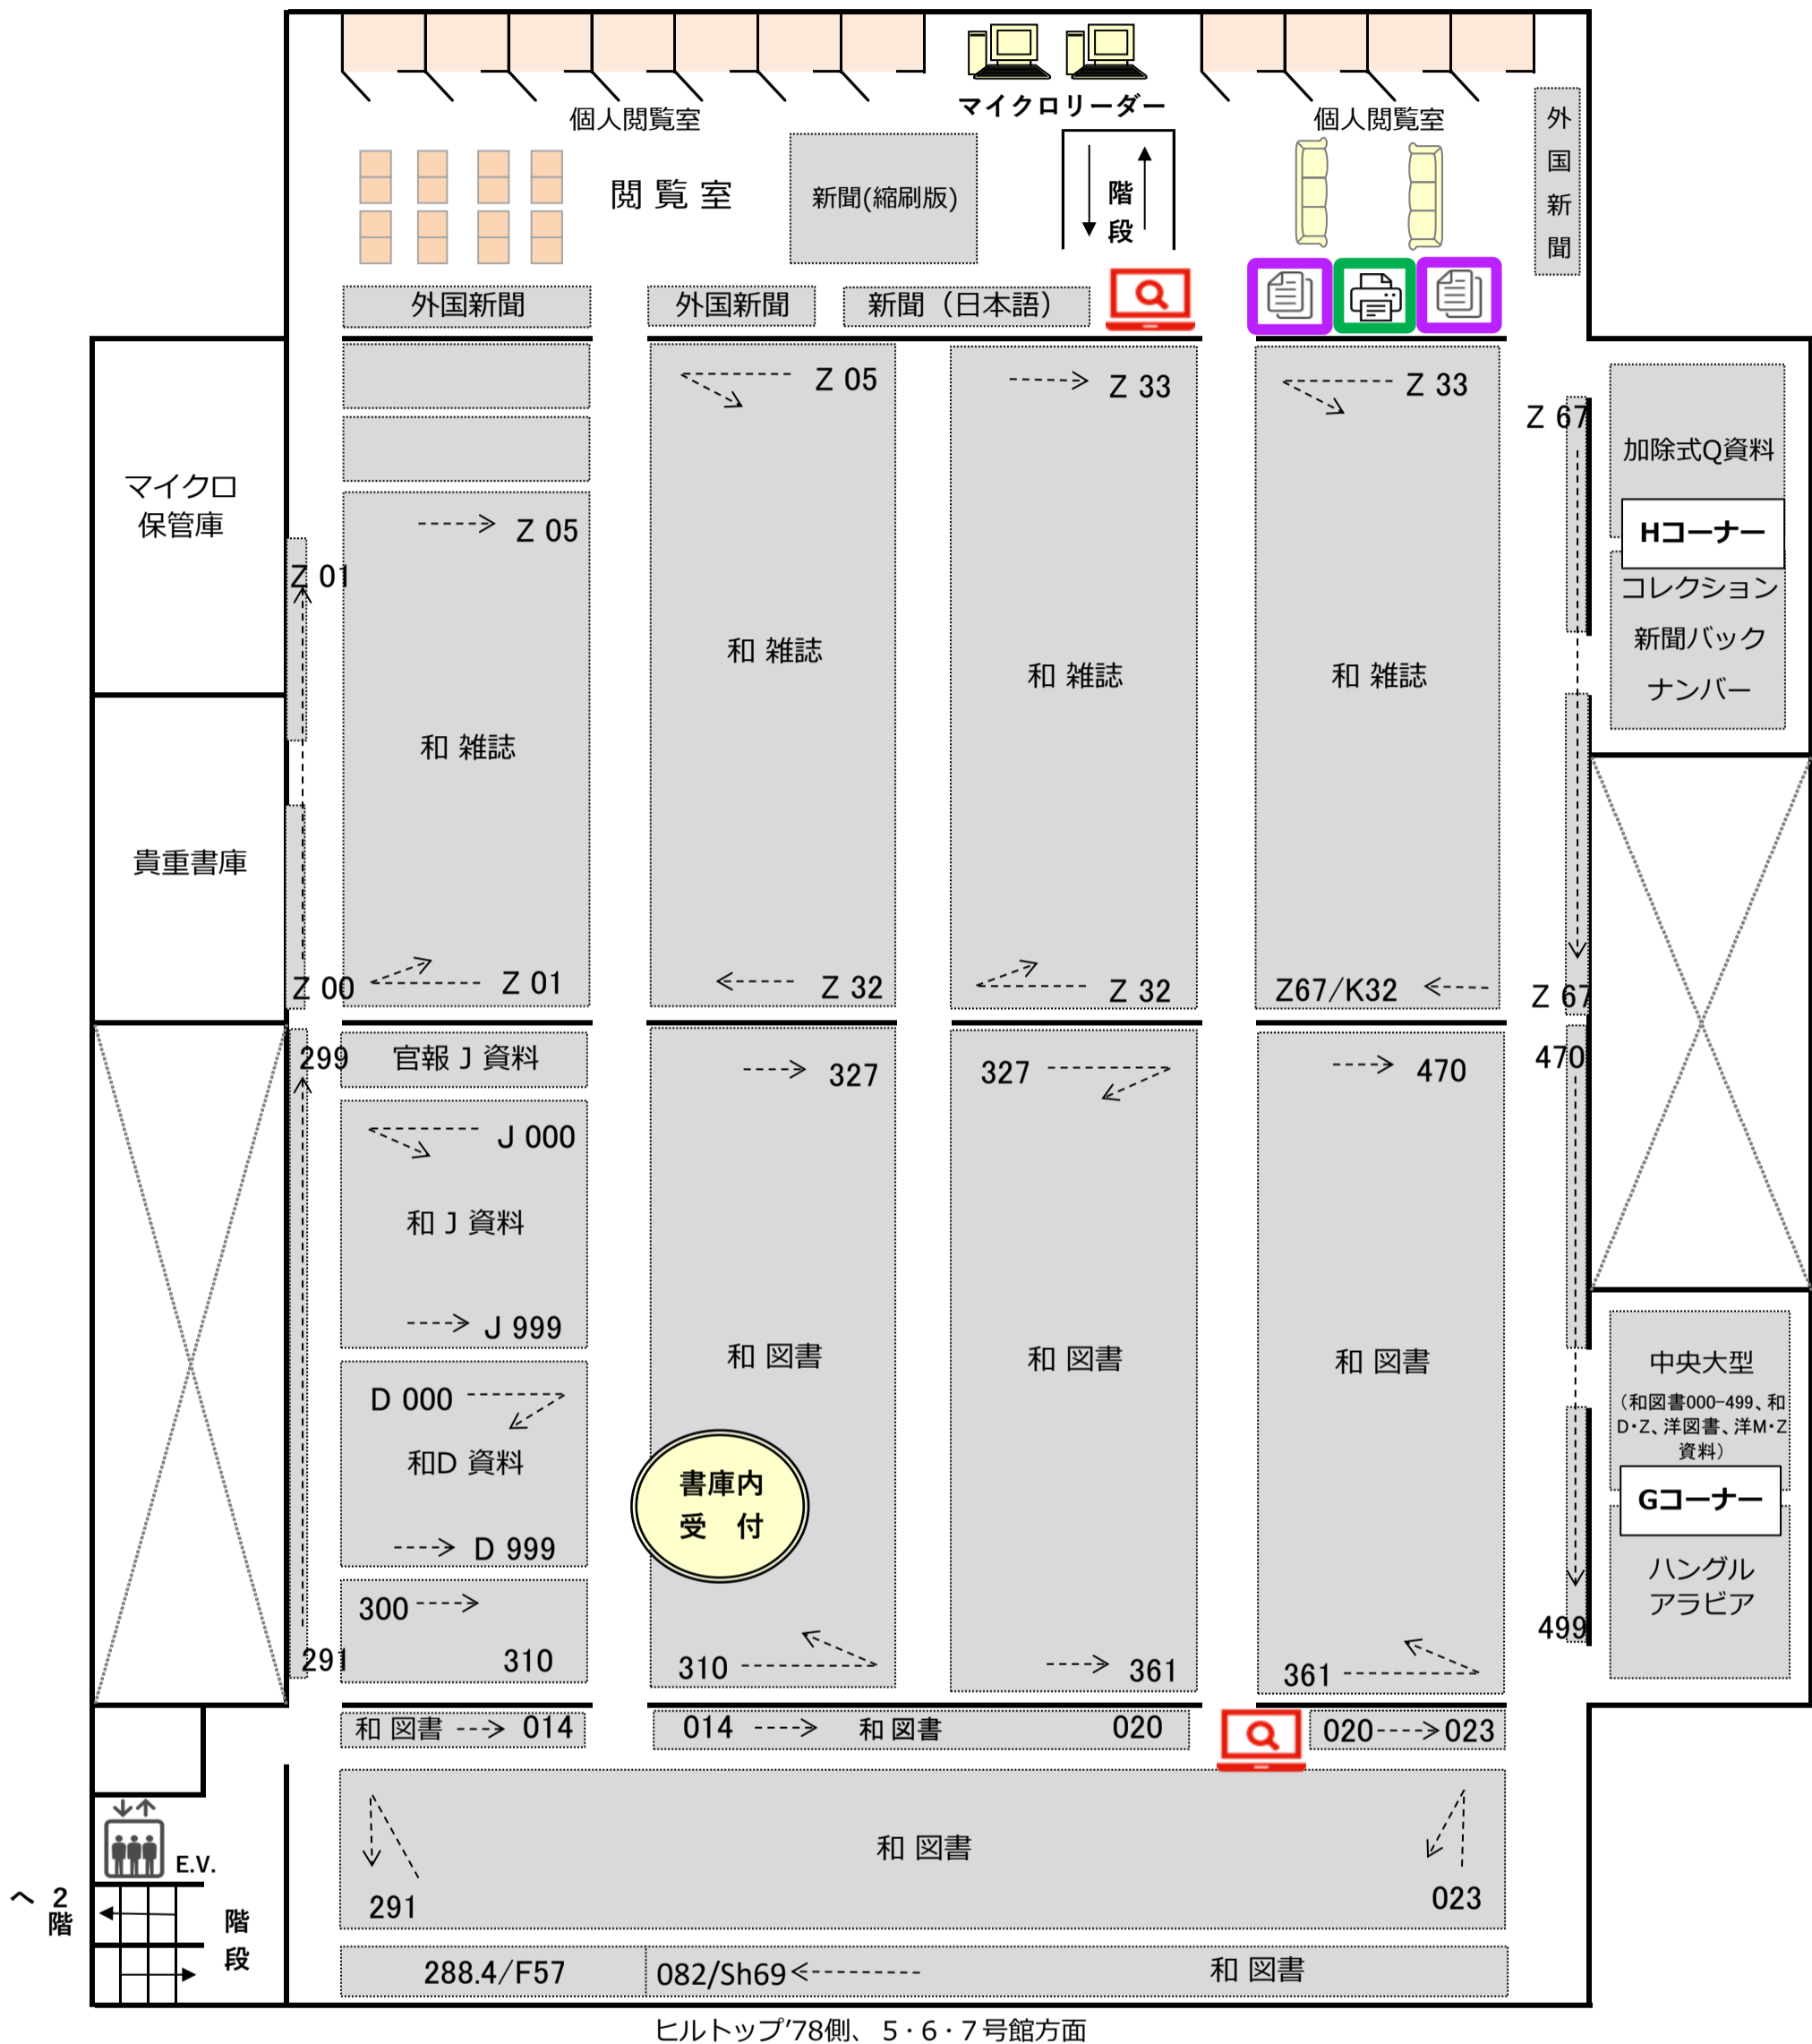 マイクロリーダー
個人閲覧室
個人閲覧室
外
国
新
聞
閲 覧 室
新聞(縮刷版)
階
段
外国新聞
外国新聞
新聞（日本語）
マイクロ
保管庫
Z 05
Z 05
Z 33
Z 33
Z 67
加除式Q資料
Hコーナー
コレクション
新聞バック
ナンバー
Z 01
和 雑誌
和 雑誌
和 雑誌
和 雑誌
貴重書庫
Z 00
Z 01
Z 32
Z 32
Z67/K32
Z 67
299
官報Ｊ資料
327
327
470
470
J 000
和Ｊ資料
J 999
D 000
和D 資料
D 999
和 図書
和 図書
和 図書
書庫内
受 付
中央大型
（和図書000-499、和
D・Z、洋図書、洋M・Z
資料）
Gコーナー
ハングル
アラビア
300
310
291
310
361
361
499
和 図書
014
014
和 図書
020
020
023
E.V.
和 図書
291
023
2
階
へ
階
段
288.4/F57
082/Sh69
和 図書
ヒルトップ’78側、 5・6・7号館方面